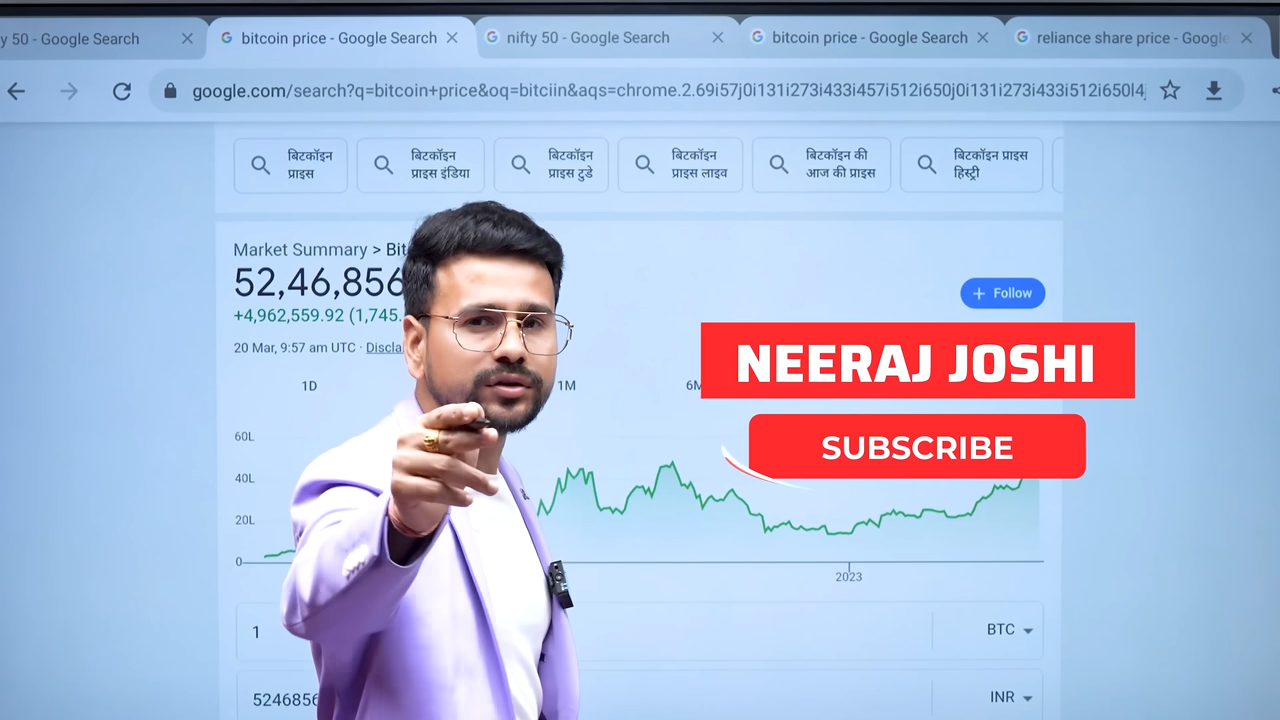 y 50 - Google Search
bitcoin price - Google Search
nifty 50 - Google Search
bitcoin price - Google Search
reliance share price - Google
google.com/search?q=bitcoin+price&oq=bitciin&aqs=chrome.2.69i57j0i131i273i433i457i512i650j0i131i273i433i512i650l4j
बिटकॉइन
प्राइस
बिटकॉइन
प्राइस इंडिया
बिटकॉइन
प्राइस टुडे
बिटकॉइन
प्राइस लाइव
बिटकॉइन की
आज की प्राइस
बिटकॉइन प्राइस
हिस्ट्री
Market Summary > Bit
52,46,856
+4,962,559.92 (1,745.
20 Mar, 9:57 am UTC · Discla
+ Follow
1D
1M
6M
NEERAJ JOSHI
SUBSCRIBE
60L
40L
20L
0
2023
1
BTC
5246856
INR